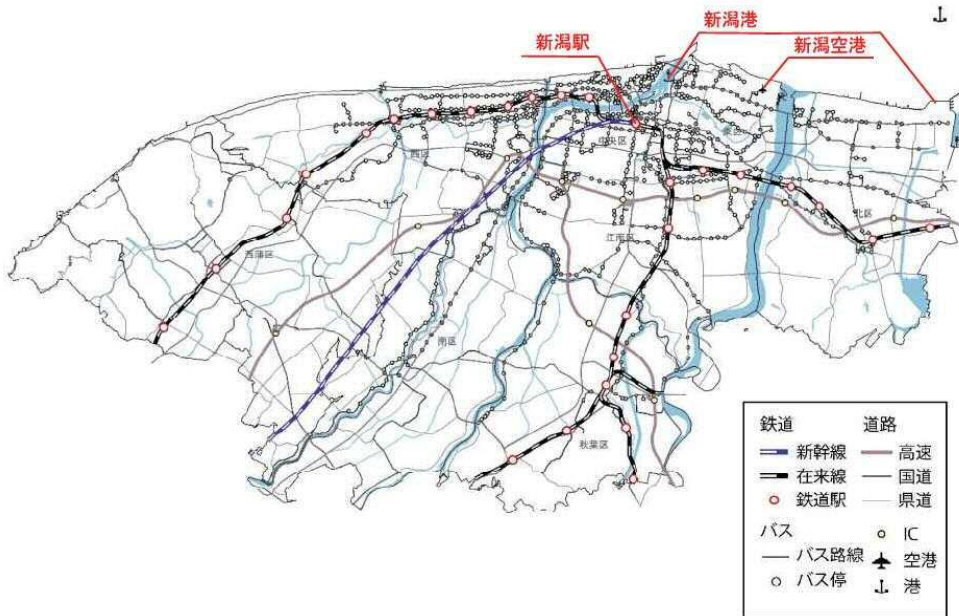 新潟港
新潟駅
新潟空港
東区
中央区
西区
北区
江南区
西蒲区
南区
秋葉区
鉄道
新幹線
在来線
鉄道駅
バス
バス路線
バス停
道路
高速
国道
県道
IC
空港
港